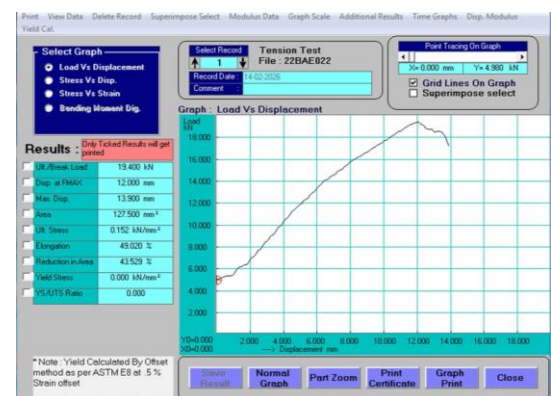 Print View Data Delete Record Superimpose Select Modulus Data Graph Scale Additional Results Time Graphs Disp. Modulus
Yield Cal.
Select Graph
Load Vs Displacement
Stress Vs Disp.
Stress Vs Strain
Bending Moment Dig.
Select Record
1
Tension Test
File : 22BAE022
Record Date : 14-02-2026
Comment :
Point Tracing On Graph
X= 0.000 mm Y= 4.980 kN
Grid Lines On Graph
Superimpose select
Results :
Only Ticked Results will get printed
Ult./Break Load 19.400 kN
Disp. at FMAX 12.000 mm
Max. Disp. 13.900 mm
Area 127.500 mm²
Ult. Stress 0.152 kN/mm²
Elongation 49.020 %
Reduction in Area 43.529 %
Yield Stress 0.000 kN/mm²
YS/UTS Ratio 0.000
Graph : Load Vs Displacement
Load
kN
18.000
16.000
14.000
12.000
10.000
8.000
6.000
4.000
2.000
Y0=0.000
X0=0.000
2.000 4.000 6.000 8.000 10.000 12.000 14.000 16.000 18.000
---> Displacement mm
* Note : Yield Calculated By Offset
method as per ASTM E8 at .5 %
Strain offset
Save Result
Normal Graph
Part Zoom
Print Certificate
Graph Print
Close